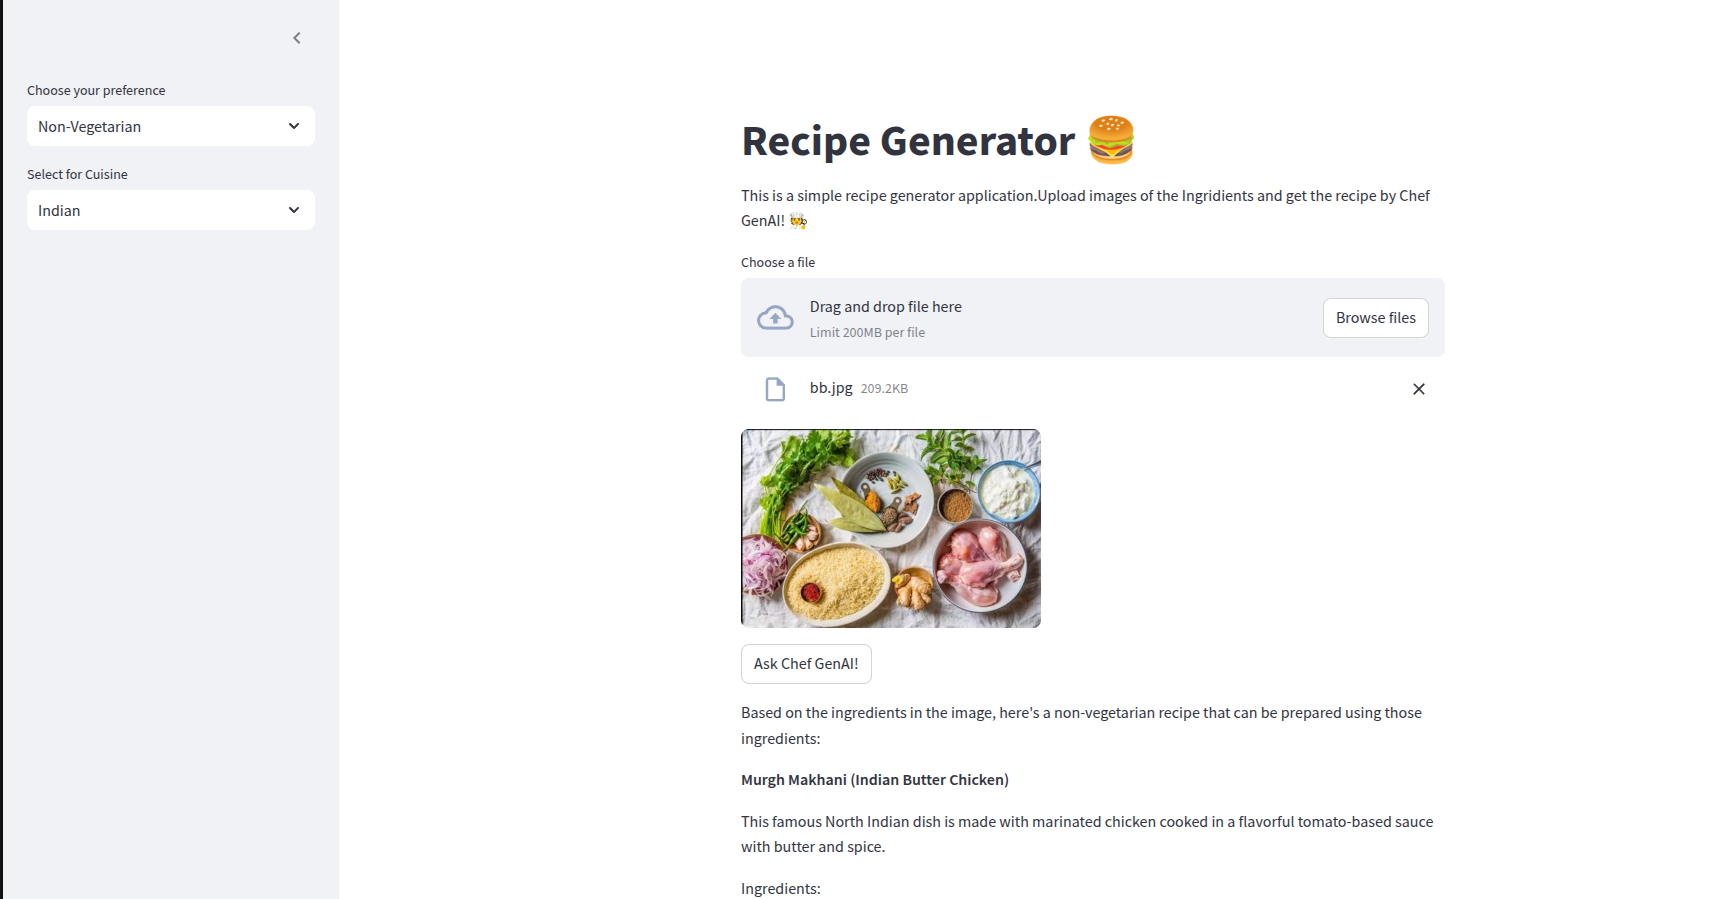 Choose your preference
Non-Vegetarian
Select for Cuisine
Indian
Recipe Generator 🍔
This is a simple recipe generator application.Upload images of the Ingridients and get the recipe by Chef
GenAI! 🧑‍🍳
Choose a file
Drag and drop file here
Limit 200MB per file
Browse files
bb.jpg 209.2KB
Ask Chef GenAI!
Based on the ingredients in the image, here's a non-vegetarian recipe that can be prepared using those
ingredients:
Murgh Makhani (Indian Butter Chicken)
This famous North Indian dish is made with marinated chicken cooked in a flavorful tomato-based sauce
with butter and spice.
Ingredients: